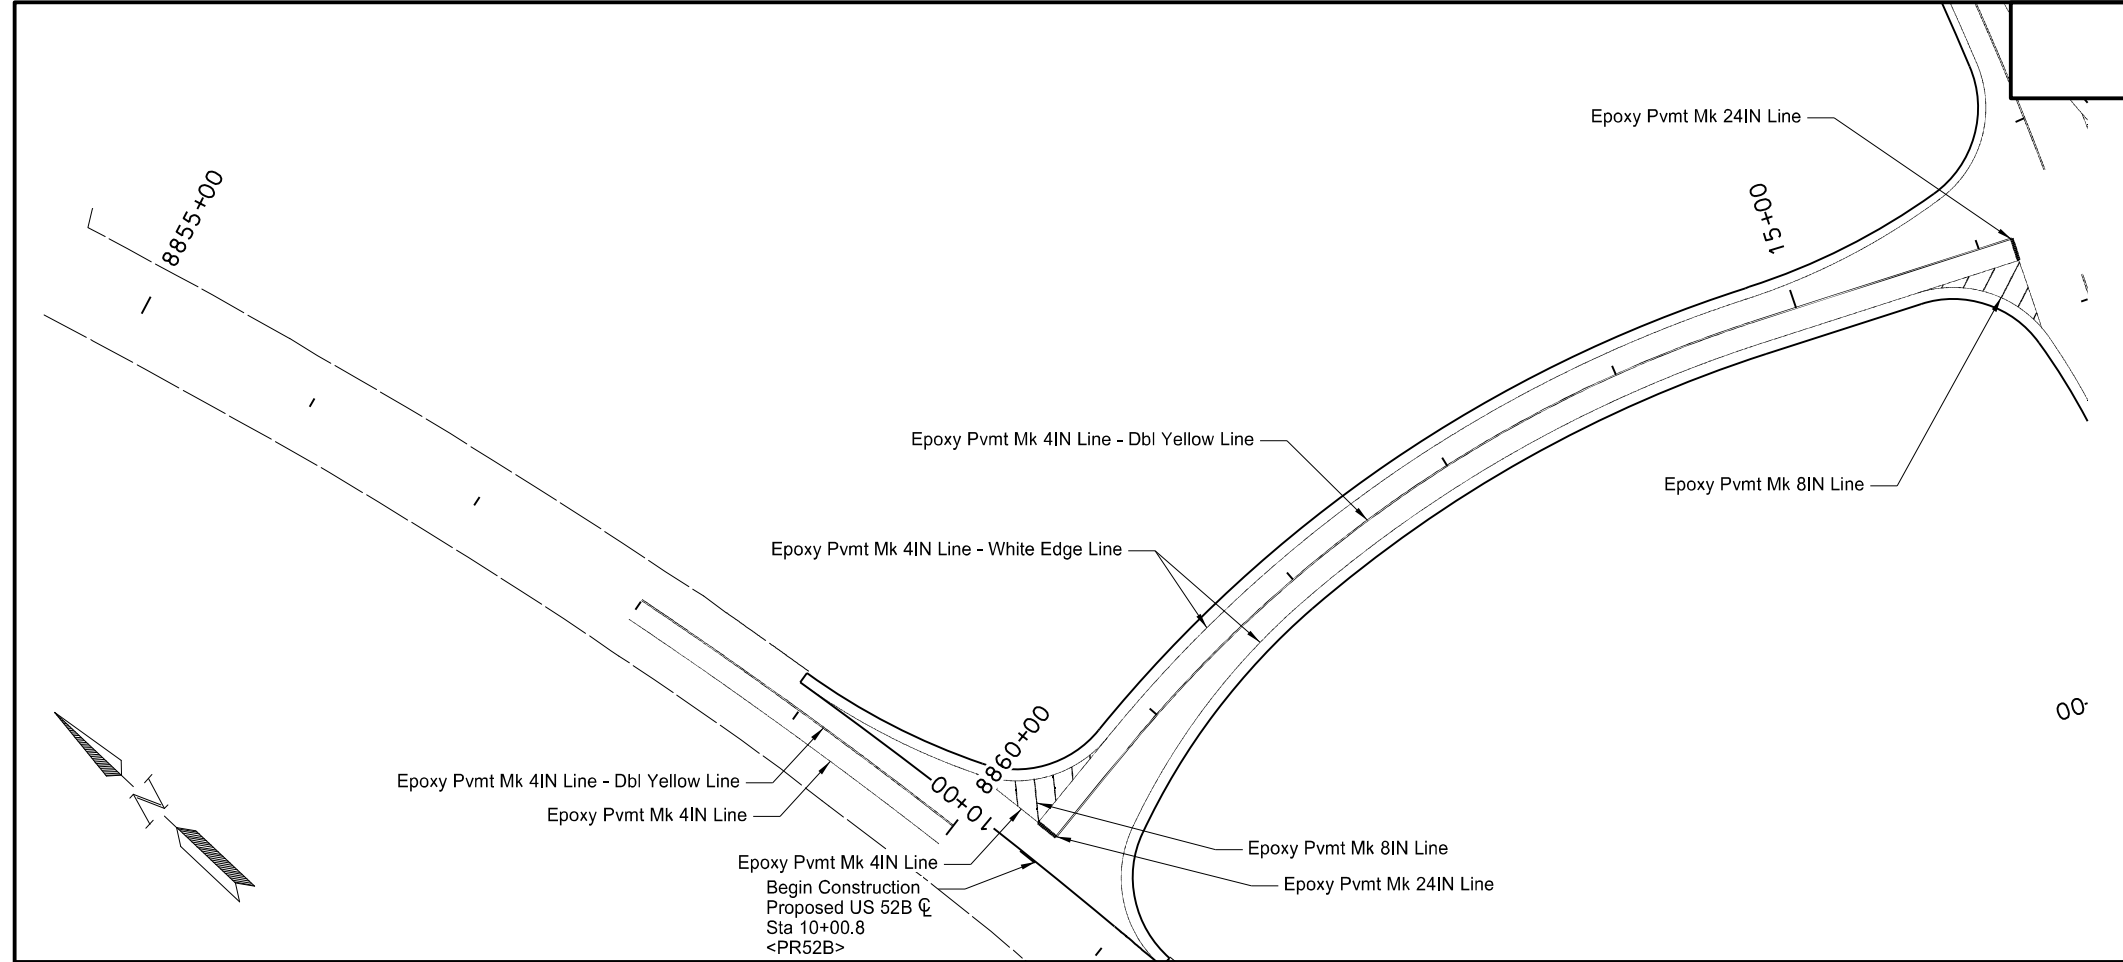 Epoxy Pvmt Mk 24IN Line
8855+00
15+00
Epoxy Pvmt Mk 4IN Line - Dbl Yellow Line
Epoxy Pvmt Mk 8IN Line
Epoxy Pvmt Mk 4IN Line - White Edge Line
00
8860+00
Epoxy Pvmt Mk 4IN Line - Dbl Yellow Line
10+00
Epoxy Pvmt Mk 4IN Line
N
Epoxy Pvmt Mk 8IN Line
Epoxy Pvmt Mk 4IN Line
Epoxy Pvmt Mk 24IN Line
Begin Construction
Proposed US 52B ℄
Sta 10+00.8
<PR52B>